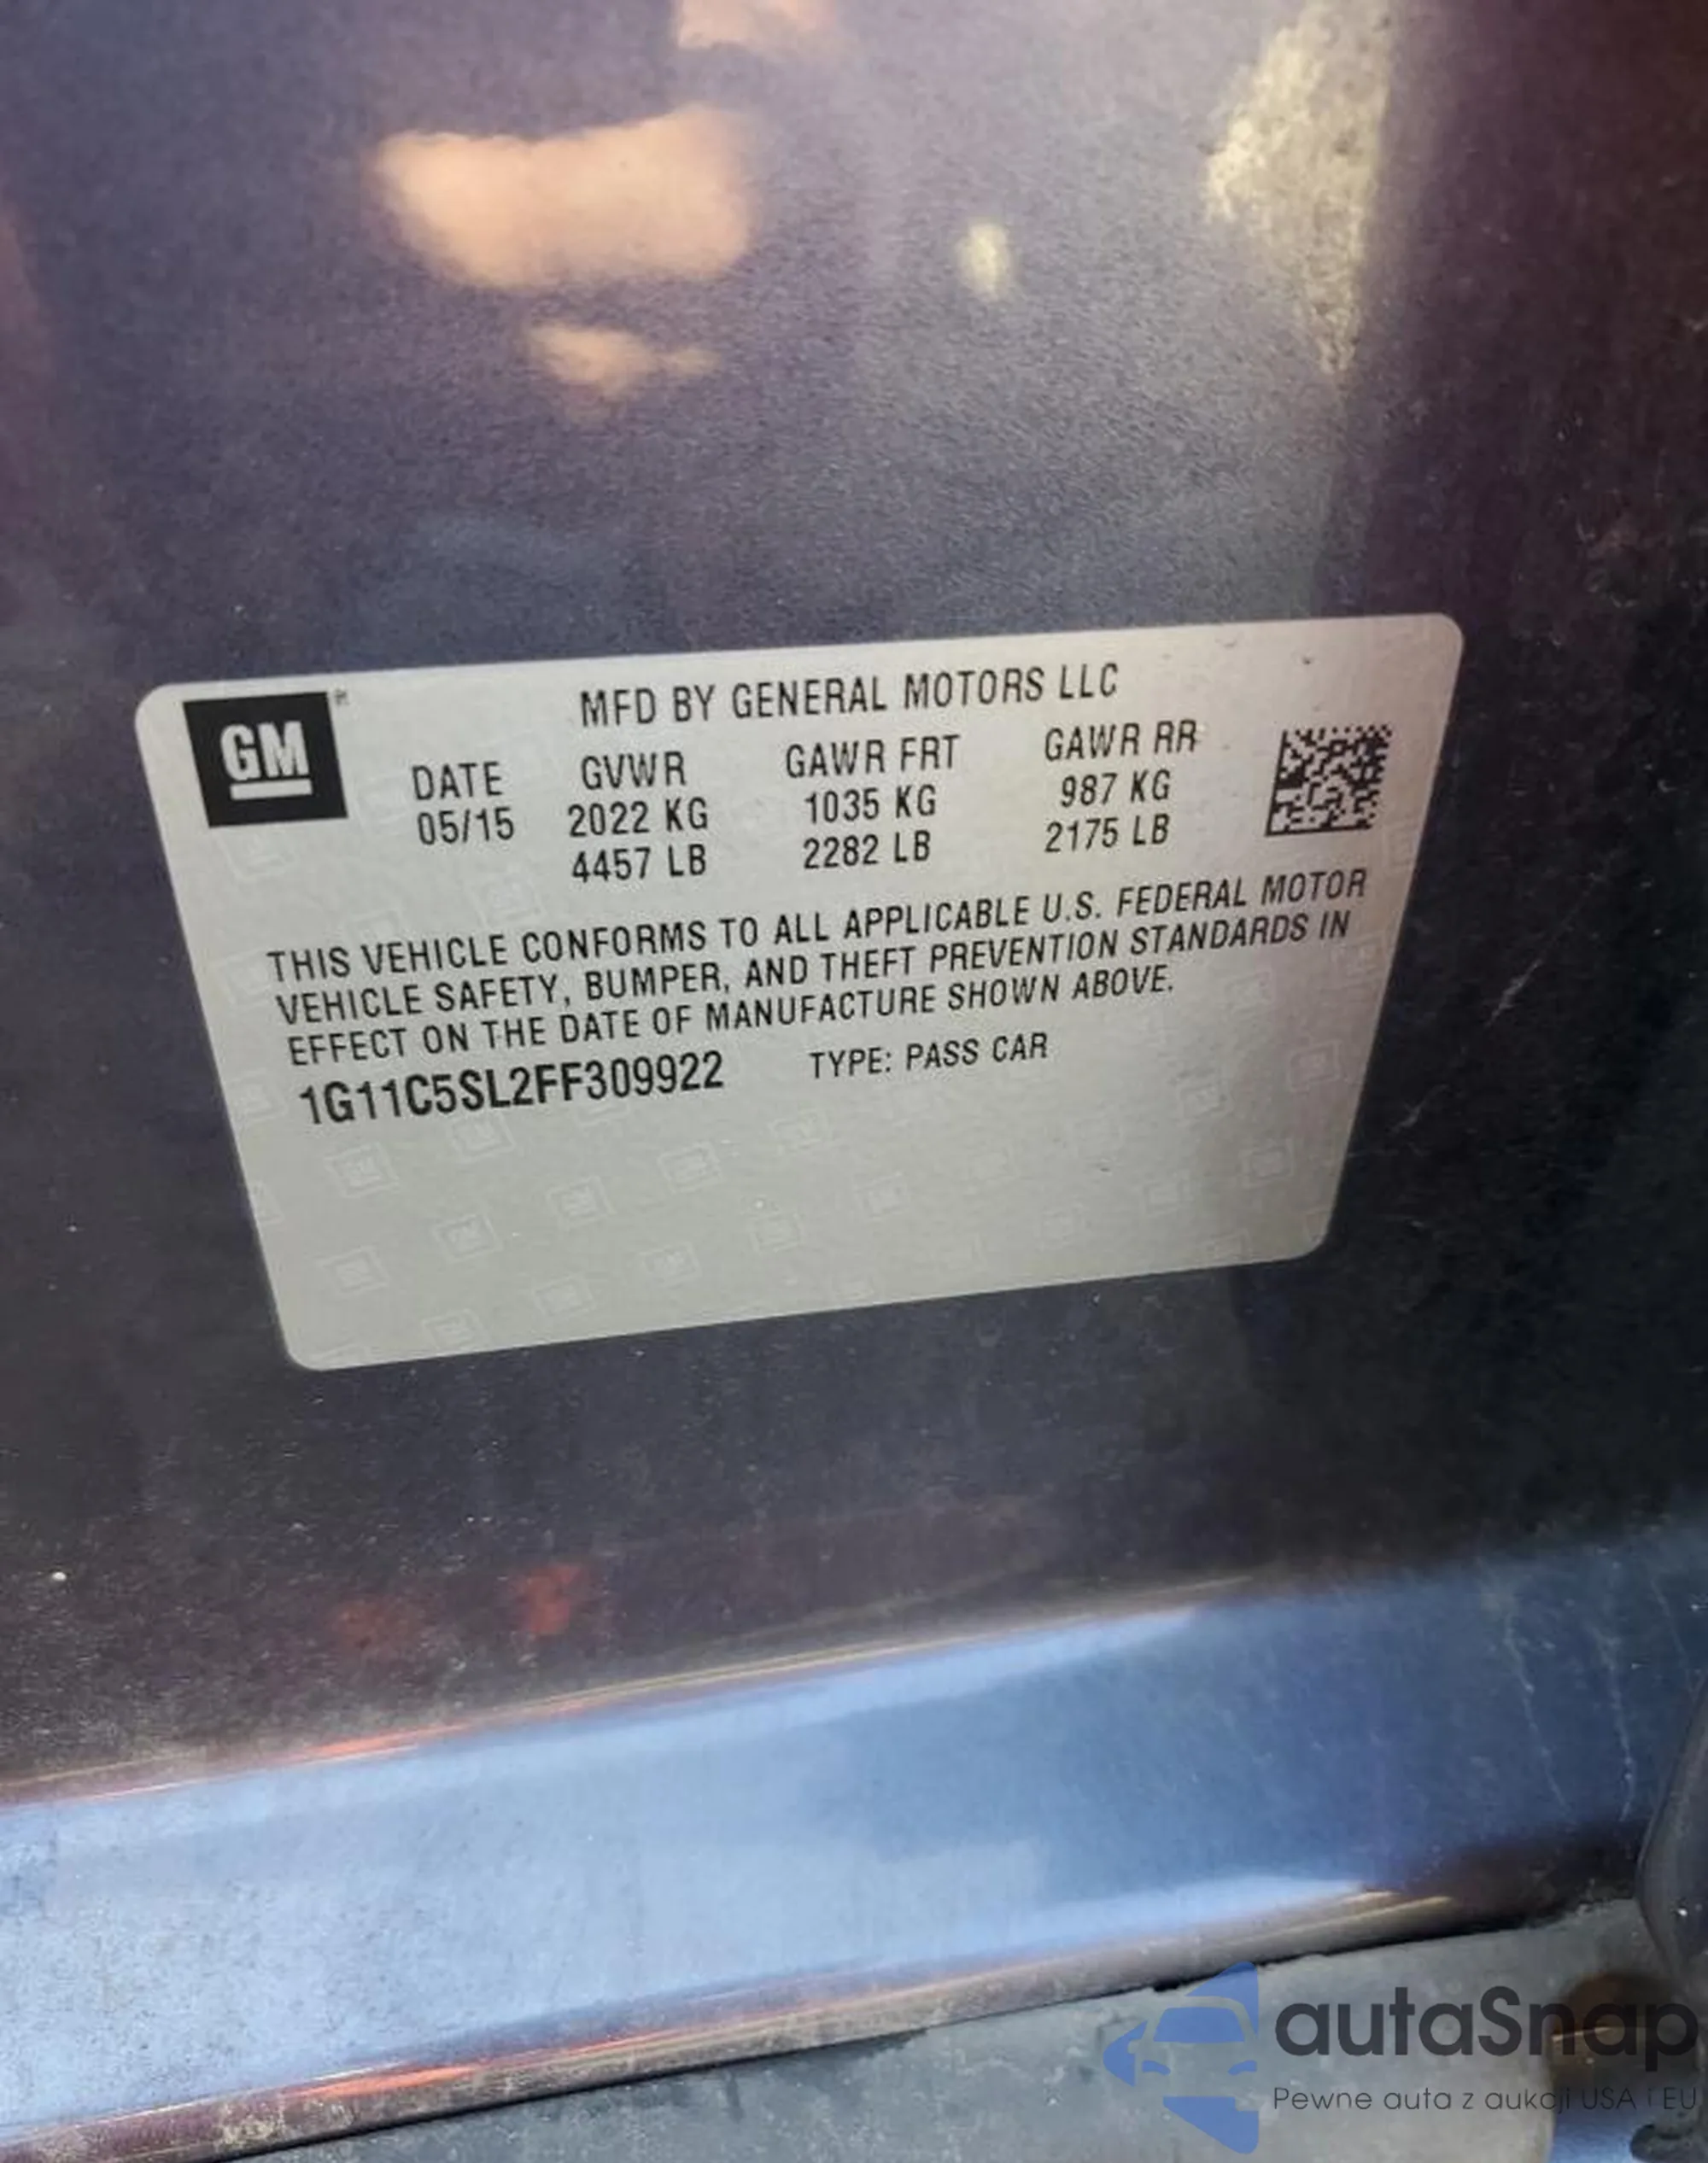 GM
MFD BY GENERAL MOTORS LLC
DATE GVWR GAWR FRT GAWR RR
05/15 2022 KG 1035 KG 987 KG
4457 LB 2282 LB 2175 LB
THIS VEHICLE CONFORMS TO ALL APPLICABLE U.S. FEDERAL MOTOR
VEHICLE SAFETY, BUMPER, AND THEFT PREVENTION STANDARDS IN
EFFECT ON THE DATE OF MANUFACTURE SHOWN ABOVE.
1G11C5SL2FF309922 TYPE: PASS CAR
autaSnap
Pewne auta z aukcji USA i EU